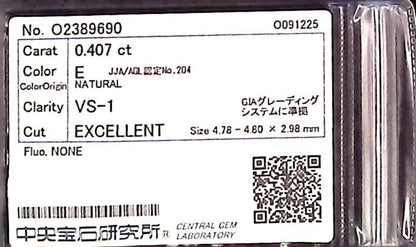 No. O2389690 O091225
Carat 0.407 ct
Color E JJA/AGL認定No.204
ColorOrigin NATURAL
Clarity VS-1 GIAグレーディング
システムに準拠
Cut EXCELLENT Size 4.78 - 4.80 × 2.98 mm
Fluo. NONE
中央宝石研究所® CENTRAL GEM
LABORATORY